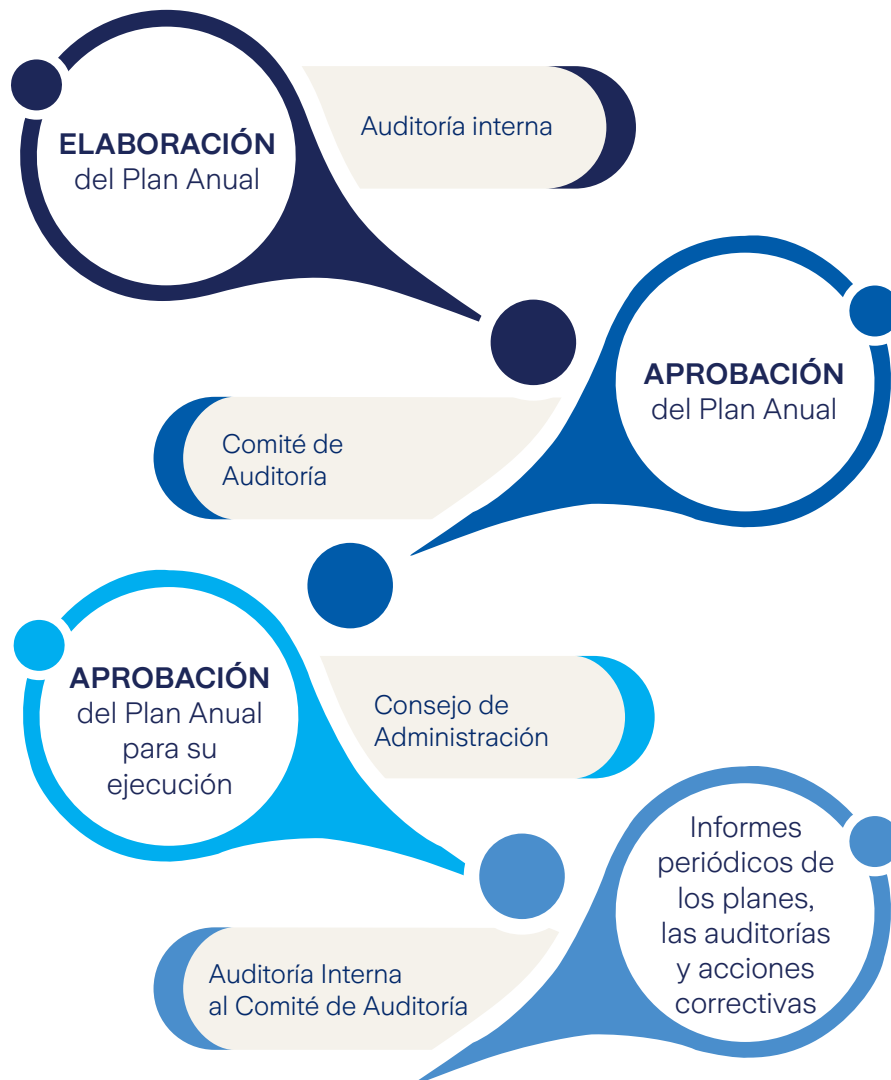 ELABORACIÓN
del Plan Anual
Auditoría interna
APROBACIÓN
del Plan Anual
Comité de
Auditoría
APROBACIÓN
del Plan Anual
para su
ejecución
Consejo de
Administración
Informes
periódicos de
los planes,
las auditorías
y acciones
correctivas
Auditoría Interna
al Comité de Auditoría